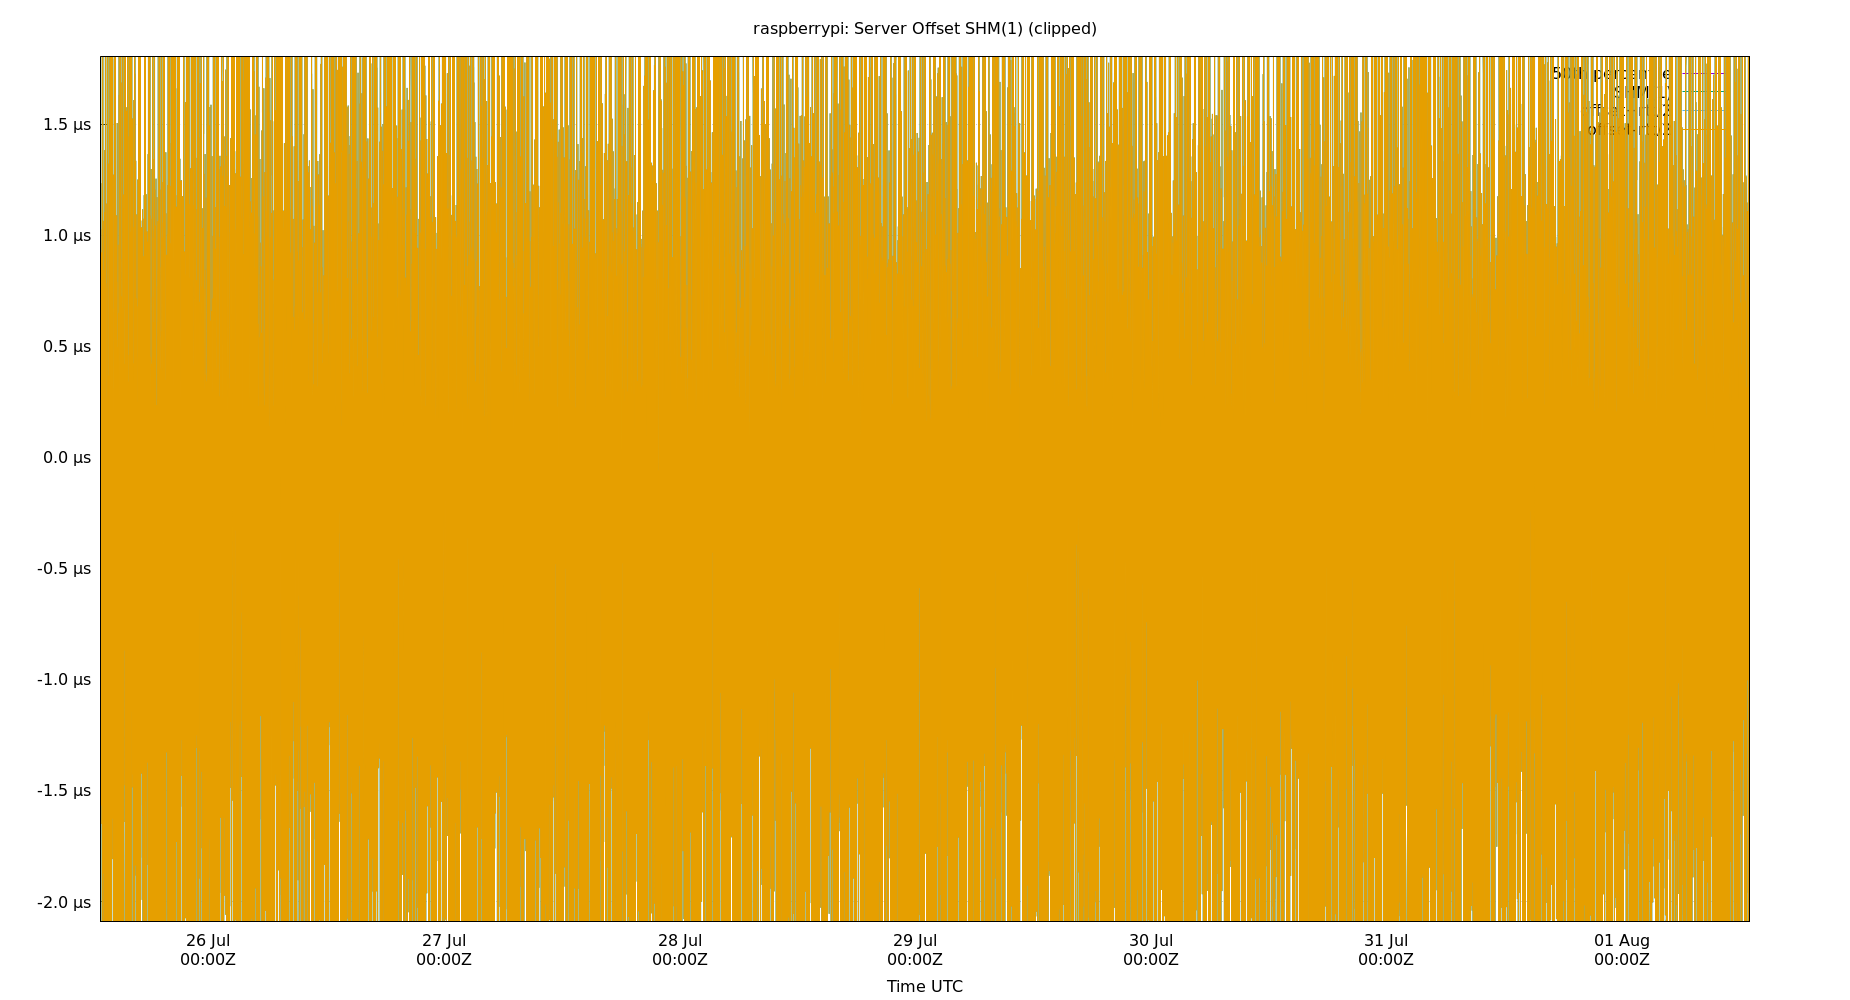 raspberrypi: Server Offset SHM(1) (clipped)
1.5 µs
1.0 µs
0.5 µs
0.0 µs
-0.5 µs
-1.0 µs
-1.5 µs
-2.0 µs
26 Jul 27 Jul 28 Jul 29 Jul 30 Jul 31 Jul 01 Aug
00:00Z 00:00Z 00:00Z 00:00Z 00:00Z 00:00Z 00:00Z
Time UTC